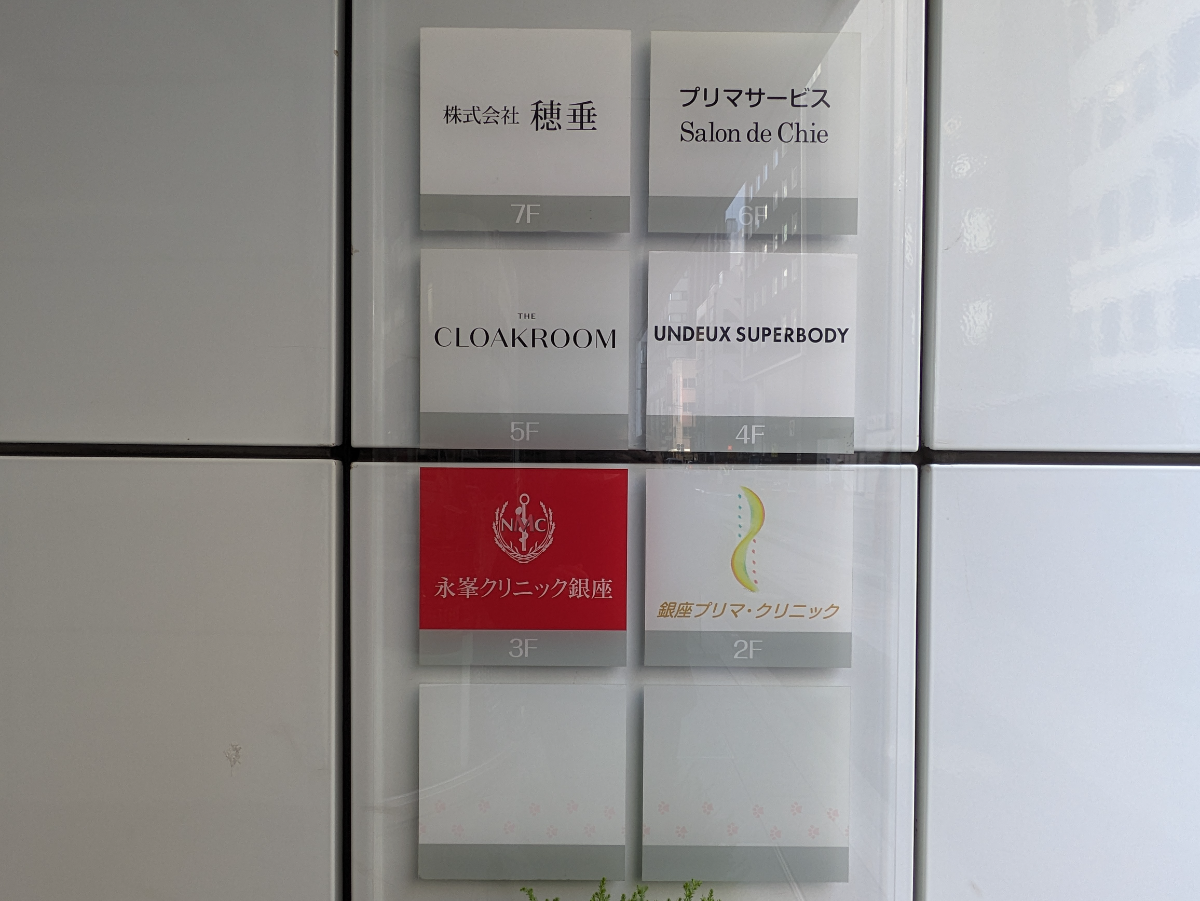 株式会社 穂垂
7F
プリマサービス
Salon de Chie
6F
THE
CLOAKROOM
5F
UNDEUX SUPERBODY
4F
NMC
永峯クリニック銀座
3F
銀座プリマ・クリニック
2F